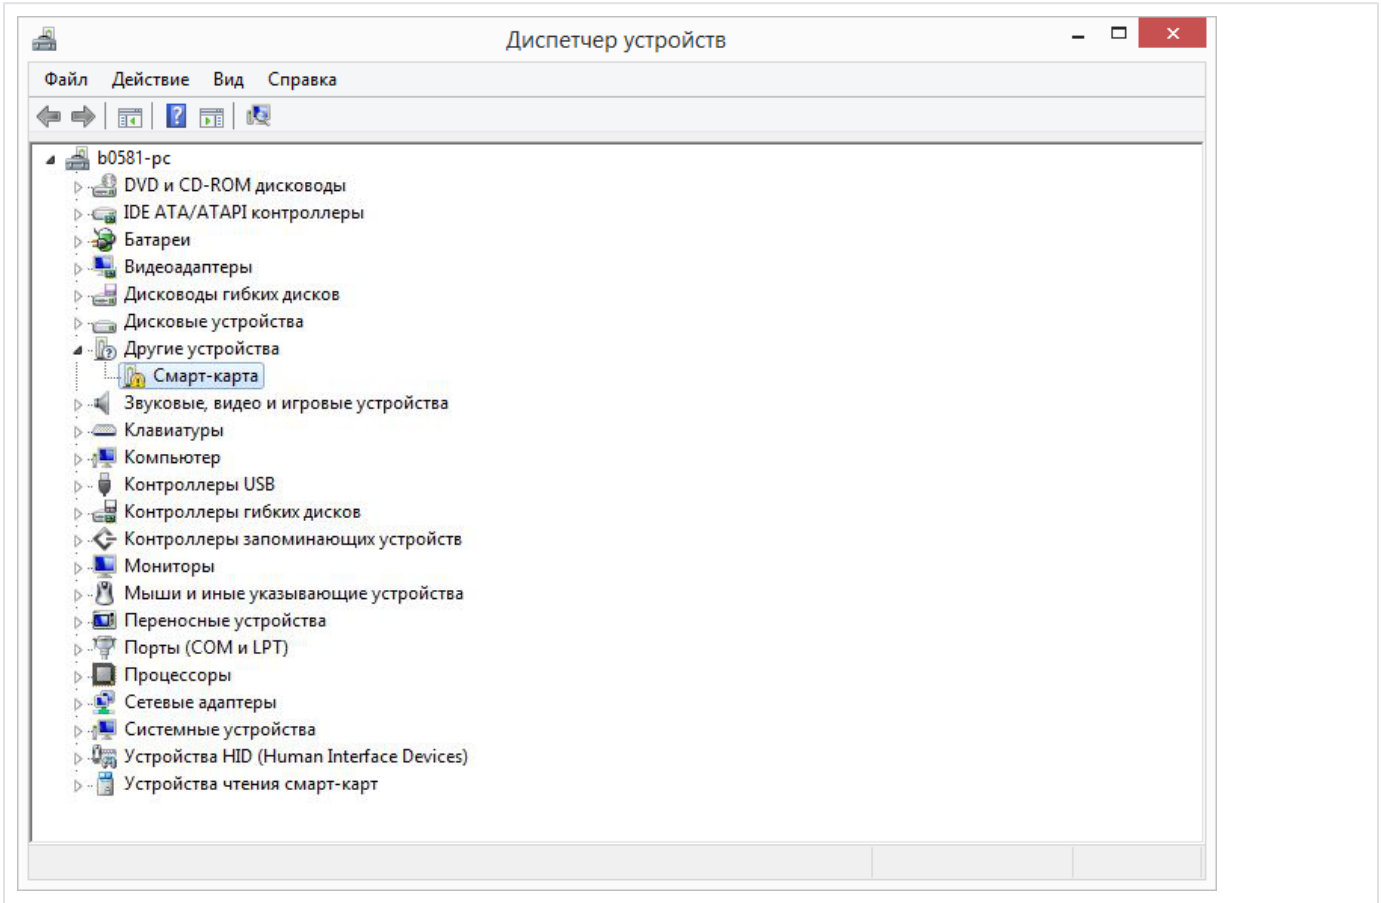 Диспетчер устройств
Файл Действие Вид Справка
b0581-pc
DVD и CD-ROM дисководы
IDE ATA/ATAPI контроллеры
Батареи
Видеоадаптеры
Дисководы гибких дисков
Дисковые устройства
Другие устройства
Смарт-карта
Звуковые, видео и игровые устройства
Клавиатуры
Компьютер
Контроллеры USB
Контроллеры гибких дисков
Контроллеры запоминающих устройств
Мониторы
Мыши и иные указывающие устройства
Переносные устройства
Порты (COM и LPT)
Процессоры
Сетевые адаптеры
Системные устройства
Устройства HID (Human Interface Devices)
Устройства чтения смарт-карт